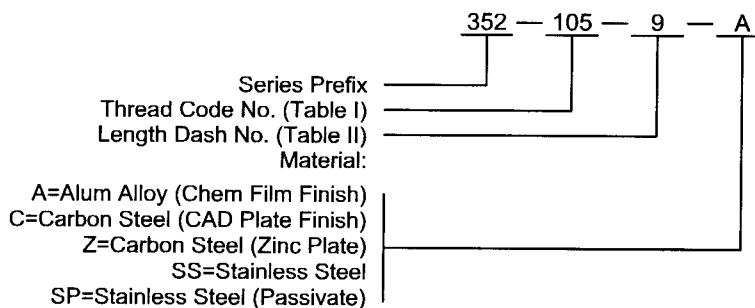 352 — 105 — 9 — A
Series Prefix
Thread Code No. (Table I)
Length Dash No. (Table II)
Material:
A=Alum Alloy (Chem Film Finish)
C=Carbon Steel (CAD Plate Finish)
Z=Carbon Steel (Zinc Plate)
SS=Stainless Steel
SP=Stainless Steel (Passivate)